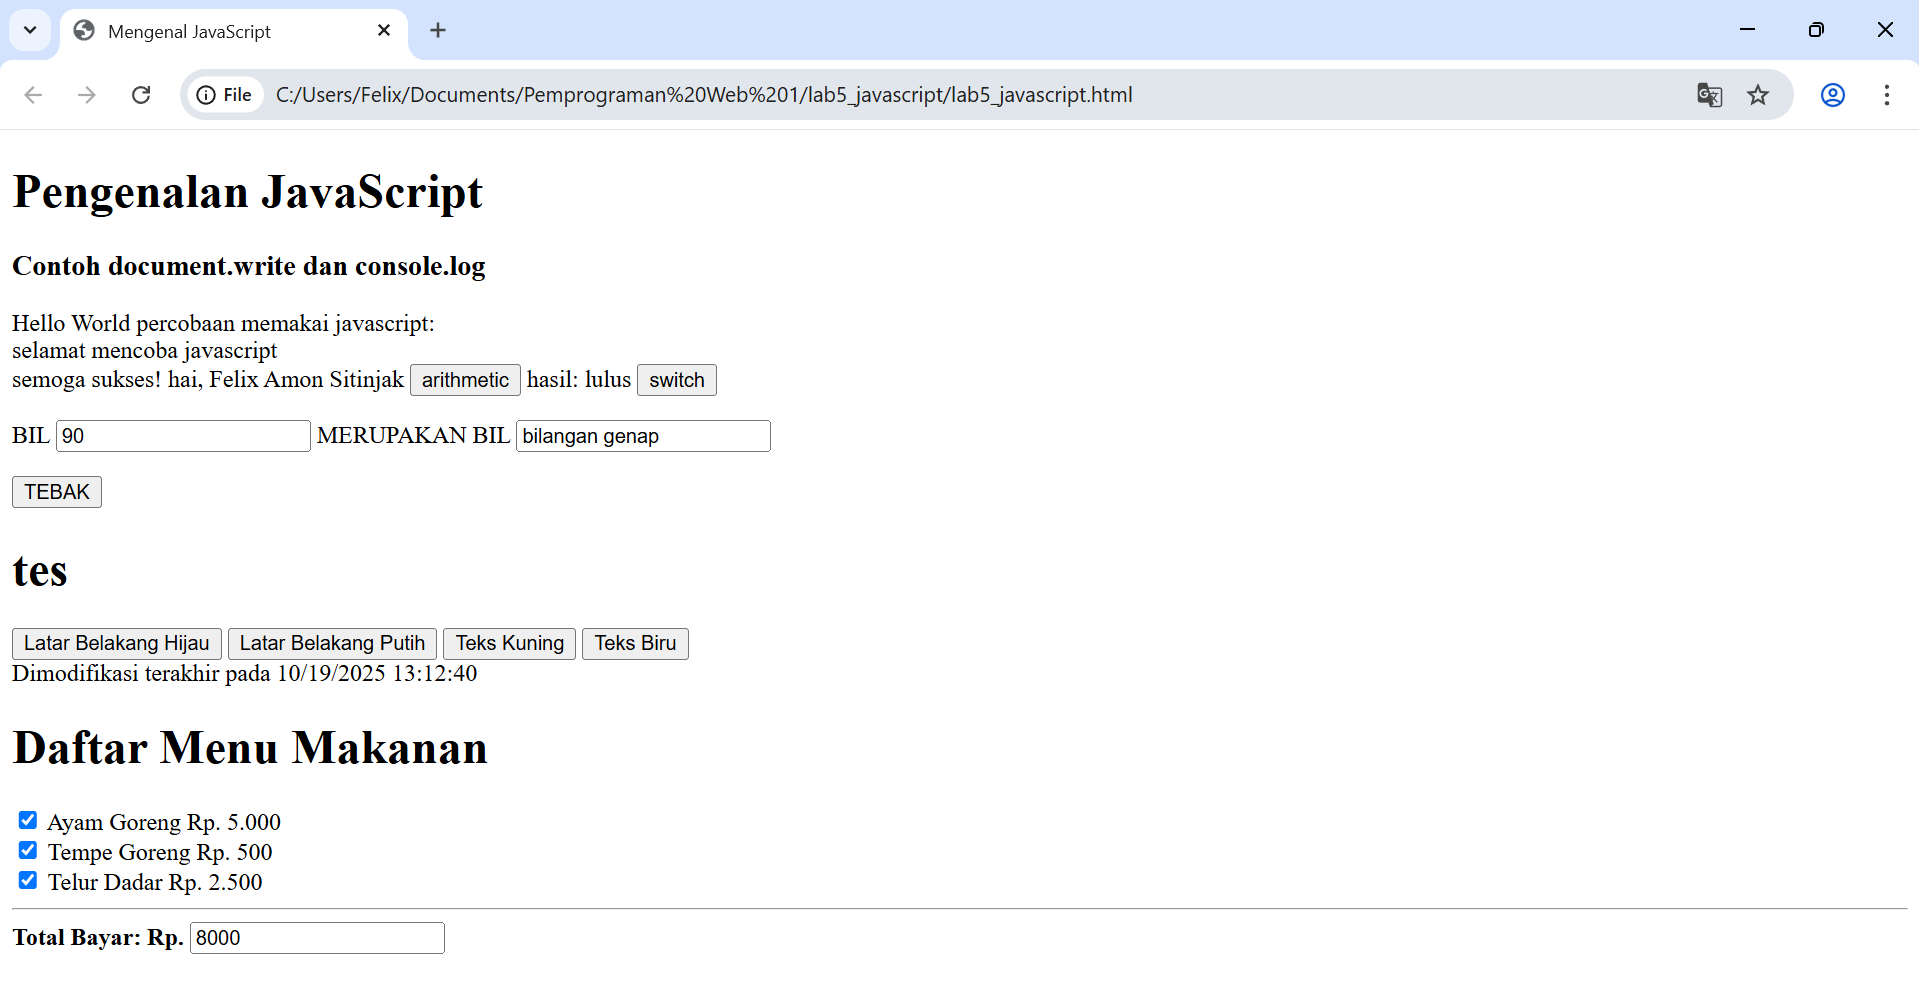 Mengenal JavaScript
File C:/Users/Felix/Documents/Pemprograman%20Web%201/lab5_javascript/lab5_javascript.html
Pengenalan JavaScript
Contoh document.write dan console.log
Hello World percobaan memakai javascript:
selamat mencoba javascript
semoga sukses! hai, Felix Amon Sitinjak arithmetic hasil: lulus switch
BIL 90 MERUPAKAN BIL bilangan genap
TEBAK
tes
Latar Belakang Hijau Latar Belakang Putih Teks Kuning Teks Biru
Dimodifikasi terakhir pada 10/19/2025 13:12:40
Daftar Menu Makanan
Ayam Goreng Rp. 5.000
Tempe Goreng Rp. 500
Telur Dadar Rp. 2.500
Total Bayar: Rp. 8000